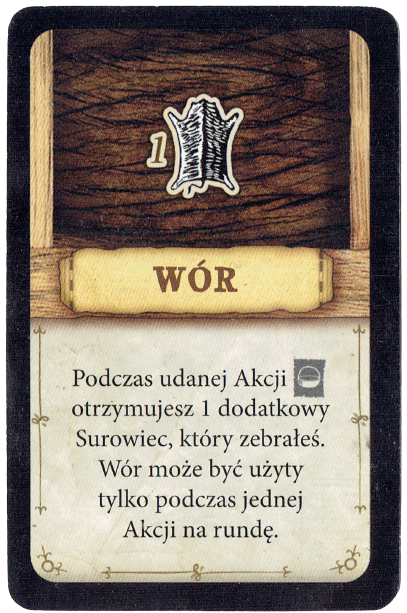 1
WÓR
Podczas udanej Akcji
otrzymujesz 1 dodatkowy
Surowiec, który zebrałeś.
Wór może być użyty
tylko podczas jednej
Akcji na rundę.